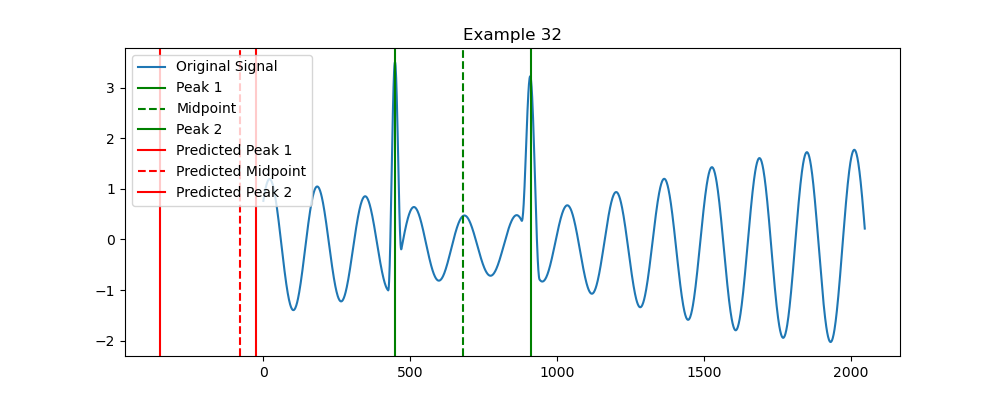 Example 32
Original Signal
Peak 1
Midpoint
Peak 2
Predicted Peak 1
Predicted Midpoint
Predicted Peak 2
3
2
1
0
−1
−2
0 500 1000 1500 2000